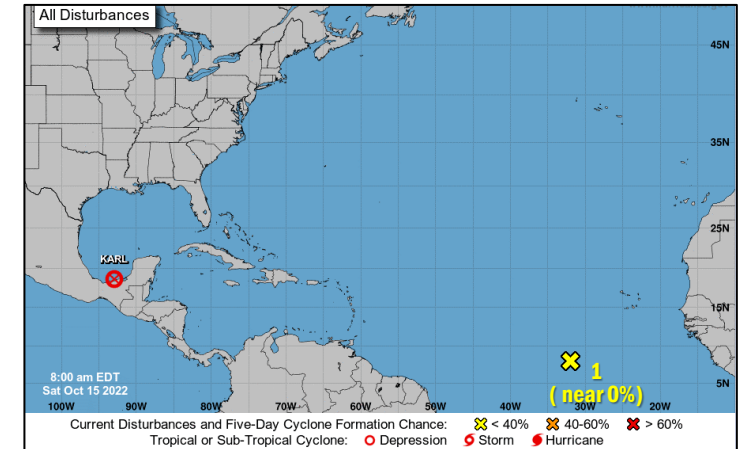 All Disturbances
45N
35N
25N
KARL
15N
8:00 am EDT
Sat Oct 15 2022
1
( near 0%)
5N
100W 90W 80W 70W 60W 50W 40W 30W 20W
Current Disturbances and Five-Day Cyclone Formation Chance: < 40% 40-60% > 60%
Tropical or Sub-Tropical Cyclone: Depression Storm Hurricane